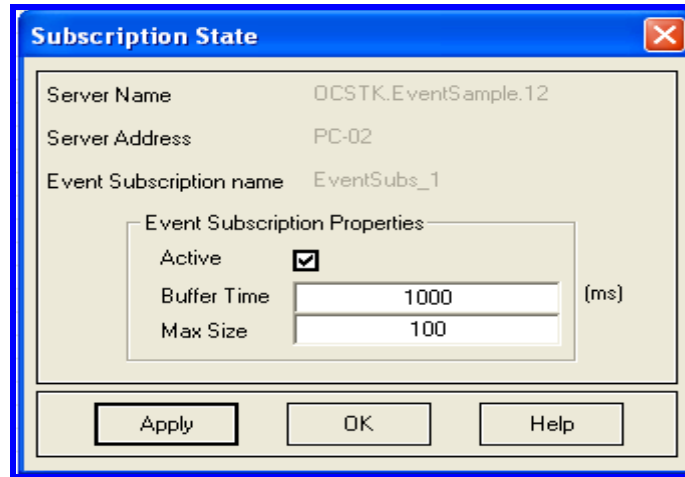 Subscription State
Server Name OCSTK.EventSample.12
Server Address PC-02
Event Subscription name EventSubs_1
Event Subscription Properties
Active
Buffer Time 1000 (ms)
Max Size 100
Apply OK Help